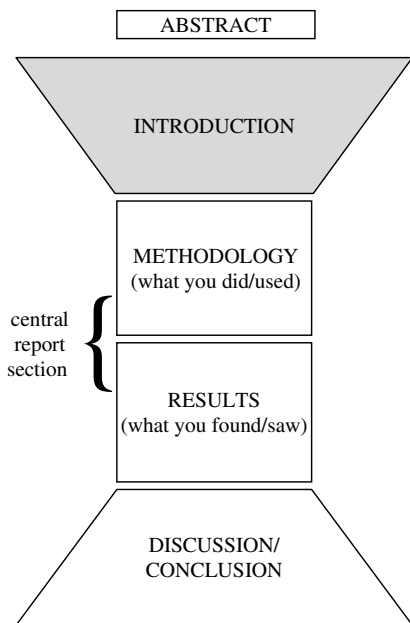 ABSTRACT
INTRODUCTION
METHODOLOGY
(what you did/used)
central
report
section
RESULTS
(what you found/saw)
DISCUSSION/
CONCLUSION